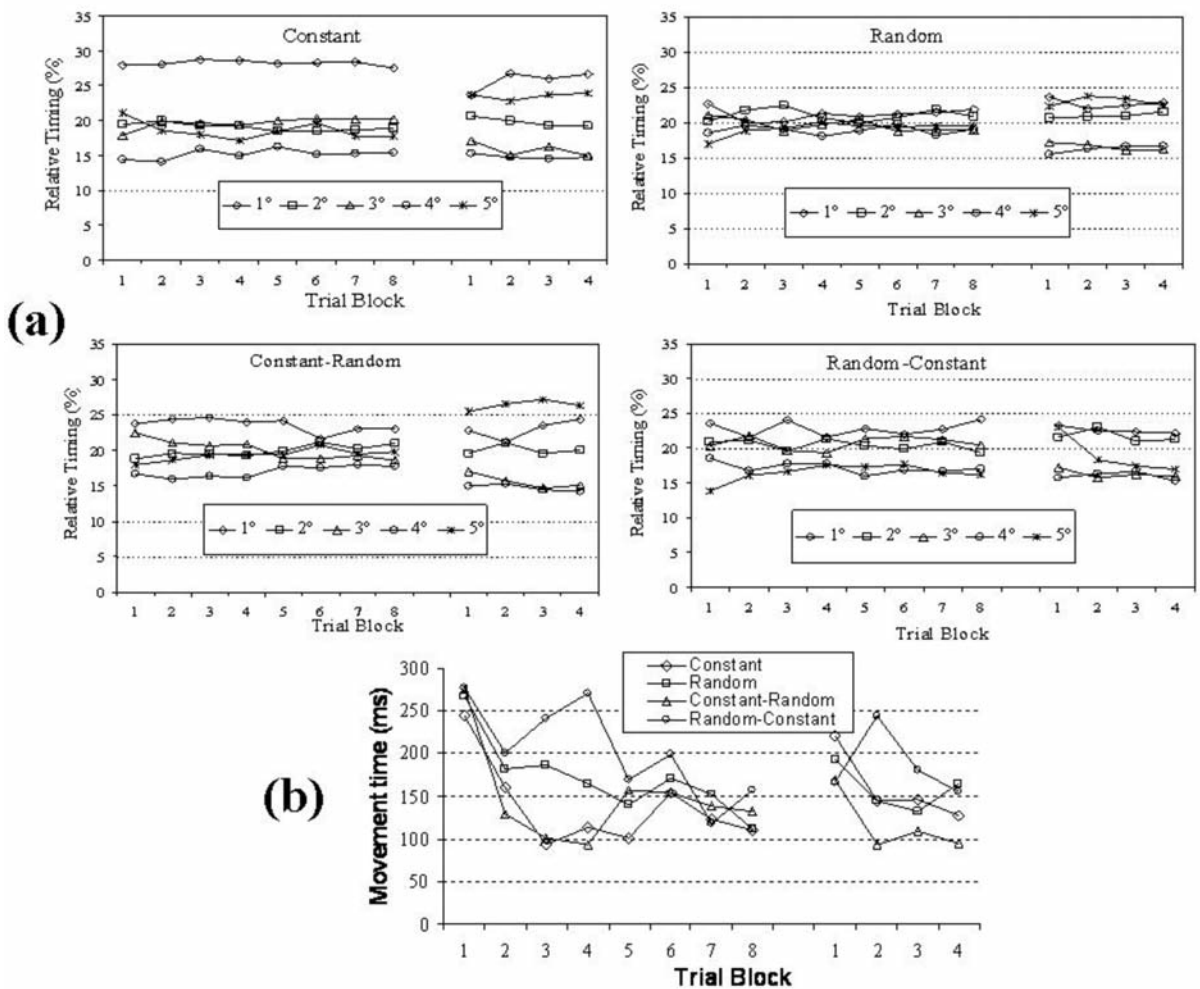 Constant
Relative Timing (%)
35
30
25
20
15
10
5
0
1° 2° 3° 4° 5°
1 2 3 4 5 6 7 8 1 2 3 4
Trial Block
Random
Relative Timing (%)
35
30
25
20
15
10
5
0
1° 2° 3° 4° 5°
1 2 3 4 5 6 7 8 1 2 3 4
Trial Block
(a)
Constant-Random
Relative Timing (%)
35
30
25
20
15
10
5
0
1° 2° 3° 4° 5°
1 2 3 4 5 6 7 8 1 2 3 4
Trial Block
Random-Constant
Relative Timing (%)
35
30
25
20
15
10
5
0
1° 2° 3° 4° 5°
1 2 3 4 5 6 7 8 1 2 3 4
Trial Block
(b)
Movement time (ms)
300
250
200
150
100
50
0
Constant
Random
Constant-Random
Random-Constant
1 2 3 4 5 6 7 8 1 2 3 4
Trial Block